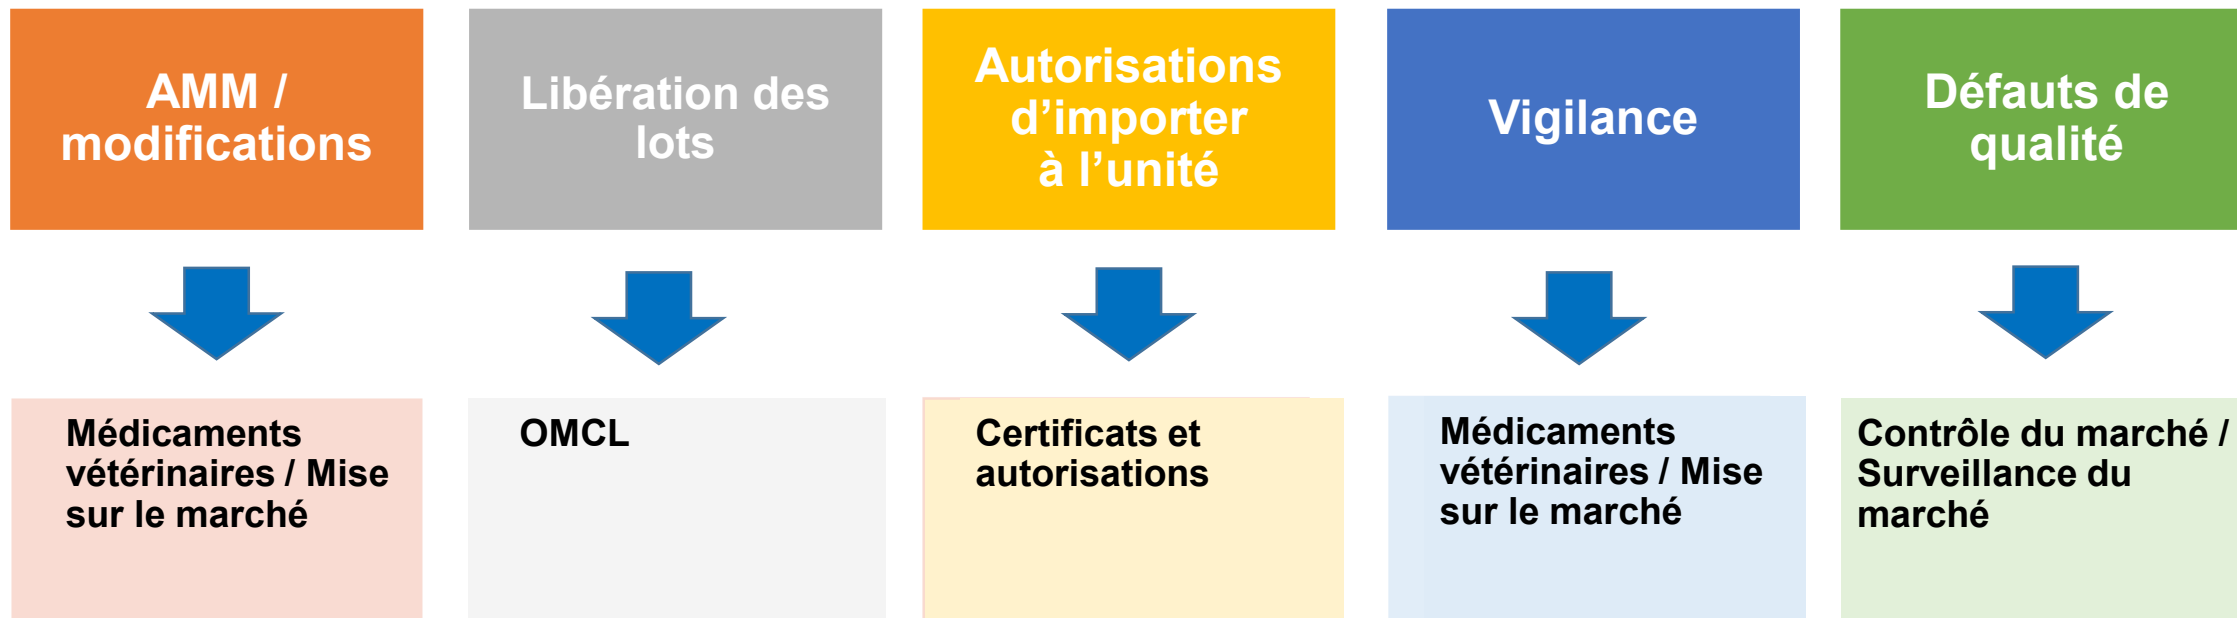 AMM /
modifications
Libération des
lots
Autorisations
d’importer
à l’unité
Vigilance
Défauts de
qualité
Médicaments
vétérinaires / Mise
sur le marché
OMCL
Certificats et
autorisations
Médicaments
vétérinaires / Mise
sur le marché
Contrôle du marché /
Surveillance du
marché